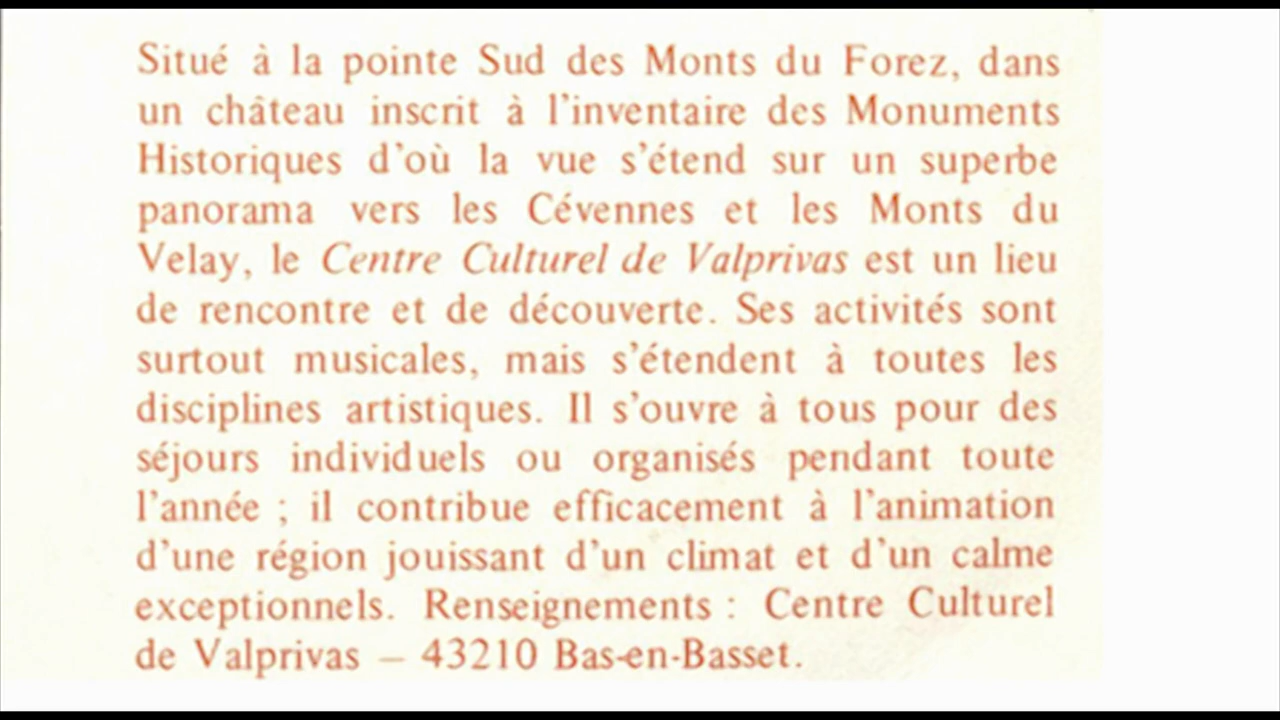 Situé à la pointe Sud des Monts du Forez, dans
un château inscrit à l'inventaire des Monuments
Historiques d'où la vue s'étend sur un superbe
panorama vers les Cévennes et les Monts du
Velay, le Centre Culturel de Valprivas est un lieu
de rencontre et de découverte. Ses activités sont
surtout musicales, mais s'étendent à toutes les
disciplines artistiques. Il s'ouvre à tous pour des
séjours individuels ou organisés pendant toute
l'année ; il contribue efficacement à l'animation
d'une région jouissant d'un climat et d'un calme
exceptionnels. Renseignements : Centre Culturel
de Valprivas – 43210 Bas-en-Basset.